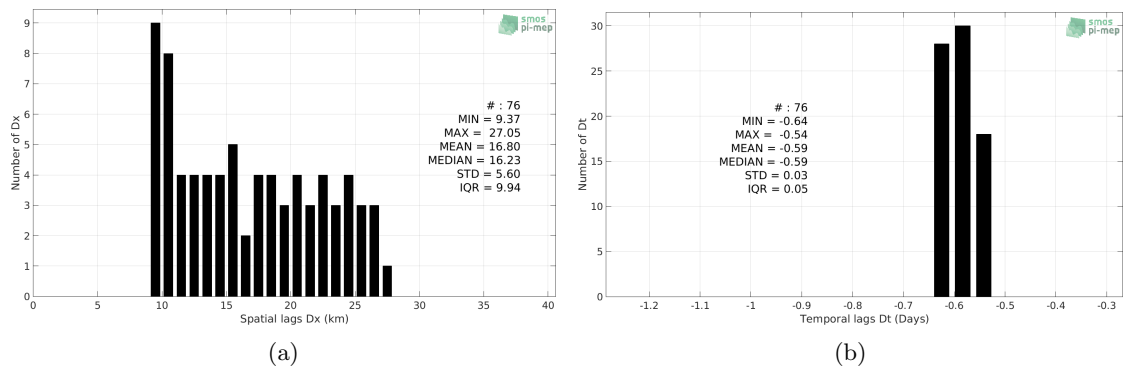 smos
pi-mep
9
8
7
6
5
4
3
2
1
0
Number of Dx
# : 76
MIN = 9.37
MAX = 27.05
MEAN = 16.80
MEDIAN = 16.23
STD = 5.60
IQR = 9.94
0 5 10 15 20 25 30 35 40
Spatial lags Dx (km)
(a)
smos
pi-mep
30
25
20
15
10
5
0
Number of Dt
# : 76
MIN = -0.64
MAX = -0.54
MEAN = -0.59
MEDIAN = -0.59
STD = 0.03
IQR = 0.05
-1.2 -1.1 -1 -0.9 -0.8 -0.7 -0.6 -0.5 -0.4 -0.3
Temporal lags Dt (Days)
(b)